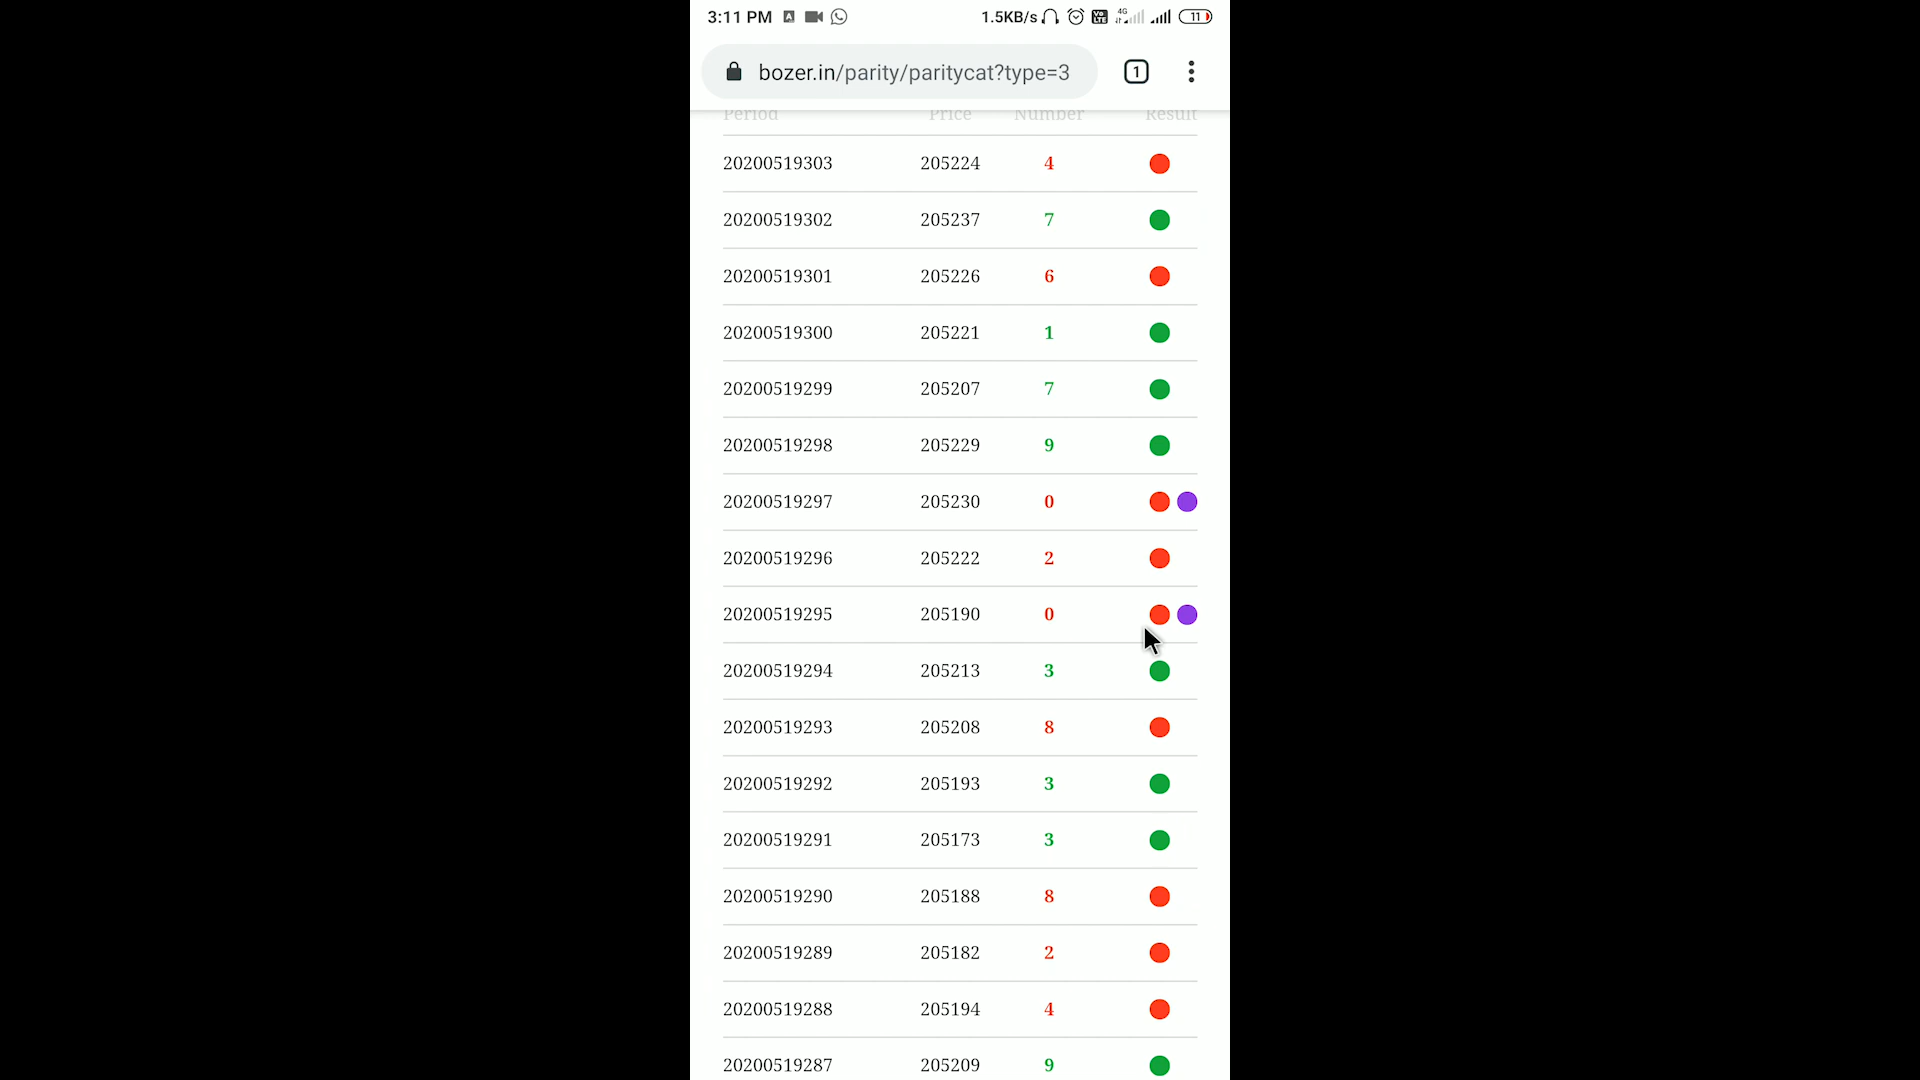 3:11 PM 1.5KB/s 4G 11
bozer.in/parity/paritycat?type=3 1
Period Price Number Result
20200519303 205224 4
20200519302 205237 7
20200519301 205226 6
20200519300 205221 1
20200519299 205207 7
20200519298 205229 9
20200519297 205230 0
20200519296 205222 2
20200519295 205190 0
20200519294 205213 3
20200519293 205208 8
20200519292 205193 3
20200519291 205173 3
20200519290 205188 8
20200519289 205182 2
20200519288 205194 4
20200519287 205209 9